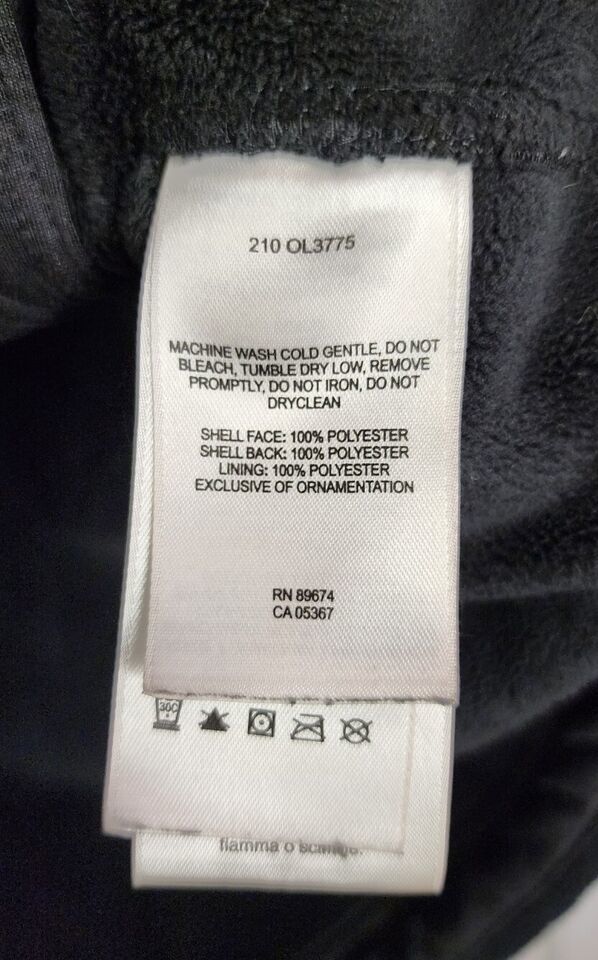 210 OL3775
MACHINE WASH COLD GENTLE, DO NOT
BLEACH, TUMBLE DRY LOW, REMOVE
PROMPTLY, DO NOT IRON, DO NOT
DRYCLEAN
SHELL FACE: 100% POLYESTER
SHELL BACK: 100% POLYESTER
LINING: 100% POLYESTER
EXCLUSIVE OF ORNAMENTATION
RN 89674
CA 05367
30C
fiamma o